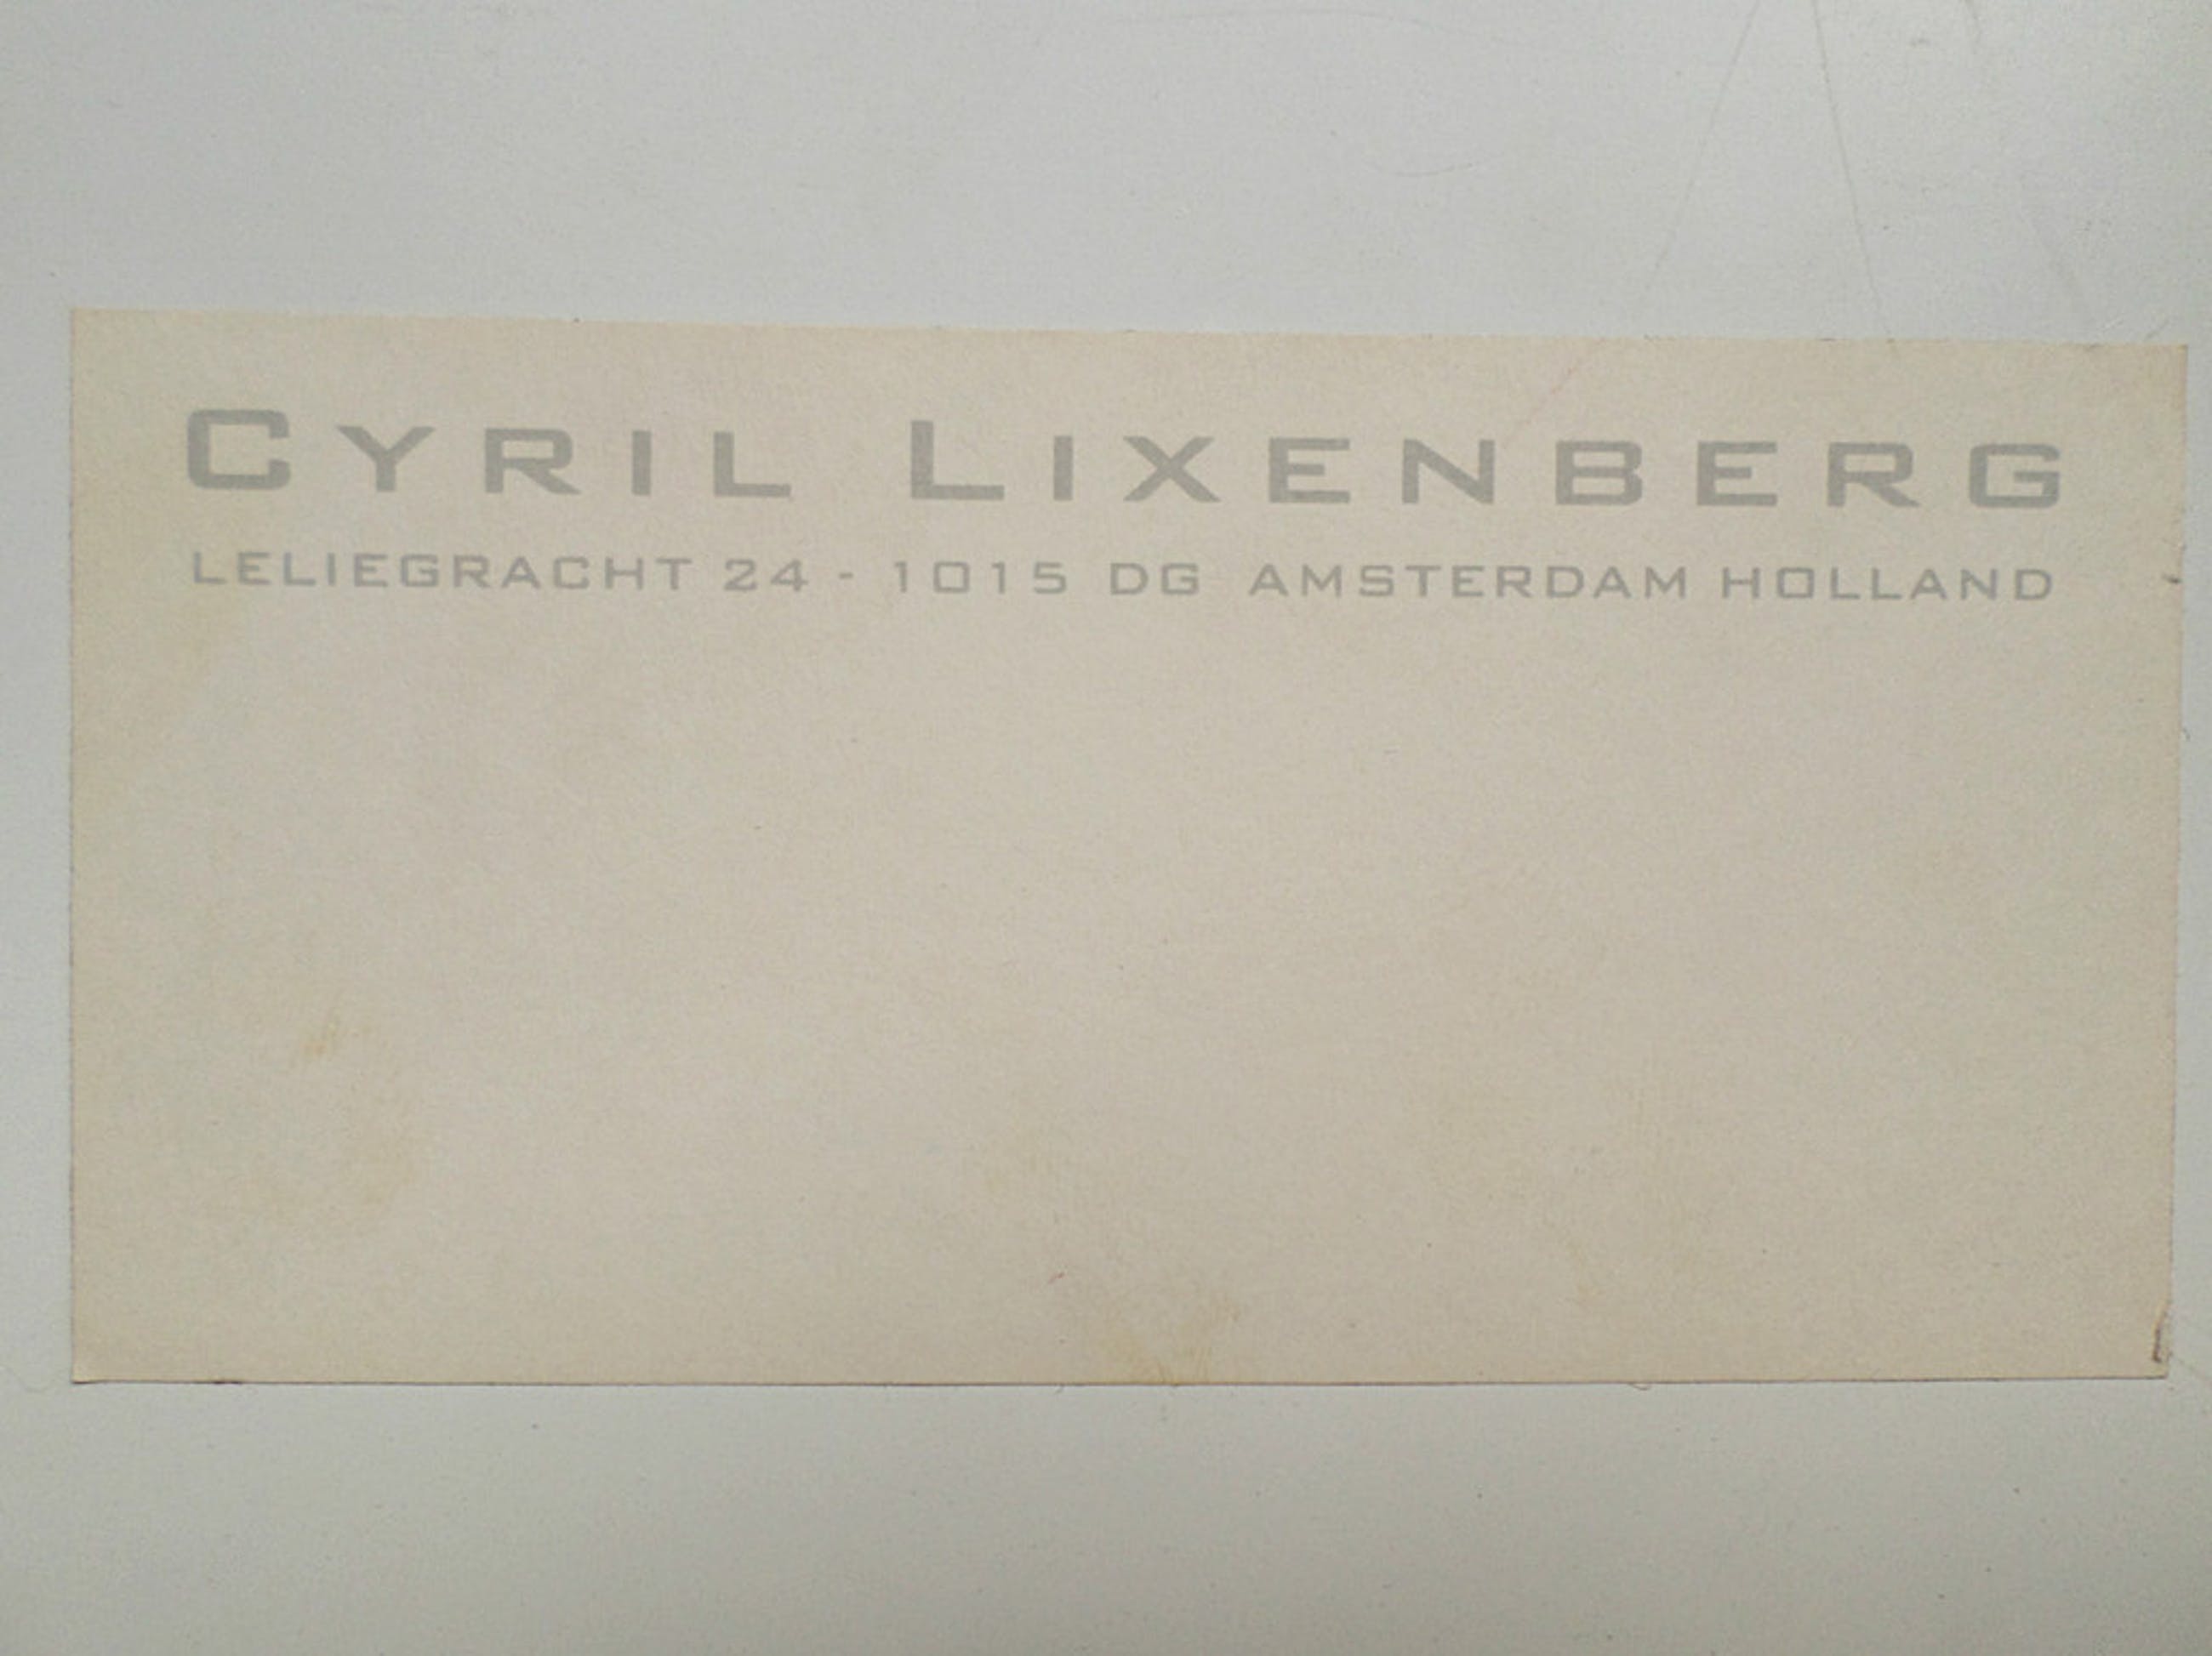 CYRIL LIXENBERG
LELIEGRACHT 24 - 1015 DG AMSTERDAM HOLLAND